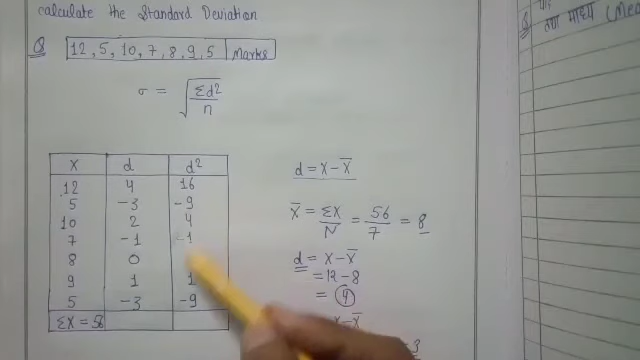 calculate the Standard Deviation
Q 12, 5, 10, 7, 8, 9, 5 Marks
σ = √Σd²/n
X d d²
12 4 16
5 -3 -9
10 2 4
7 -1 -1
8 0
9 1 1
5 -3 -9
ΣX = 56
d = X - X̅
X̅ = ΣX/N = 56/7 = 8
d = X - X̅
= 12 - 8
= 4
X - X̅
= 3
Q माध्य (Mea